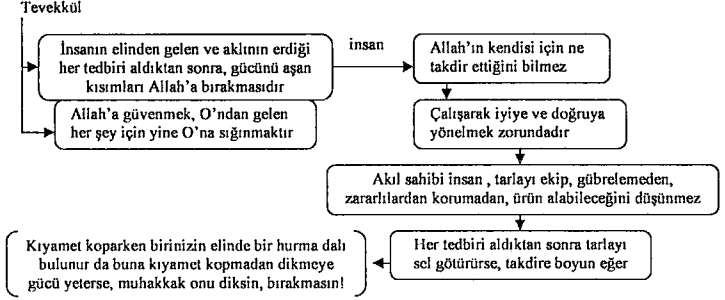 Tevekkül
İnsanın elinden gelen ve aklının erdiği
her tedbiri aldıktan sonra, gücünü aşan
kısımları Allah'a bırakmasıdır
Allah'a güvenmek, O'ndan gelen
her şey için yine O'na sığınmaktır
insan
Allah'ın kendisi için ne
takdir ettiğini bilmez
Çalışarak iyiye ve doğruya
yönelmek zorundadır
Akıl sahibi insan , tarlayı ekip, gübrelemeden,
zararlılardan korumadan, ürün alabileceğini düşünmez
Her tedbiri aldıktan sonra tarlayı
sel götürürse, takdire boyun eğer
Kıyamet koparken birinizin elinde bir hurma dalı
bulunur da buna kıyamet kopmadan dikmeye
gücü yeterse, muhakkak onu diksin, bırakmasın!